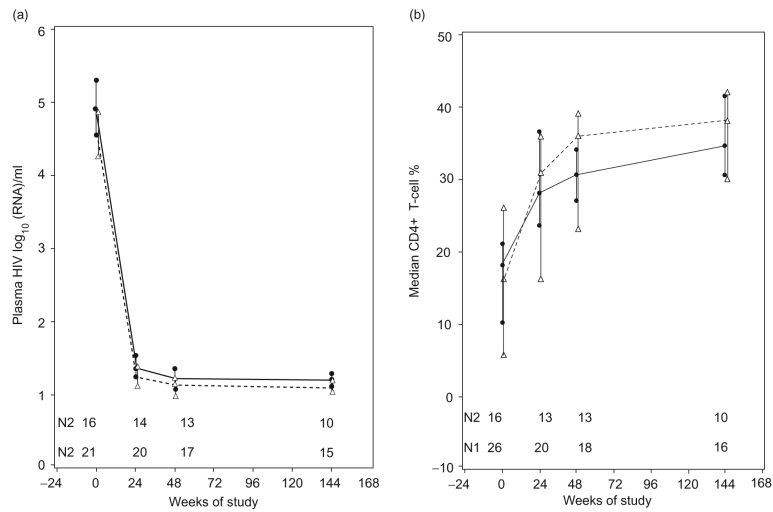 (a)
6
5
4
3
2
1
0
Plasma HIV log10 (RNA)/ml
N2 16 14 13 10
N2 21 20 17 15
−24 0 24 48 72 96 120 144 168
Weeks of study
(b)
50
40
30
20
10
0
−10
Median CD4+ T-cell %
N2 16 13 13 10
N1 26 20 18 16
−24 0 24 48 72 96 120 144 168
Weeks of study